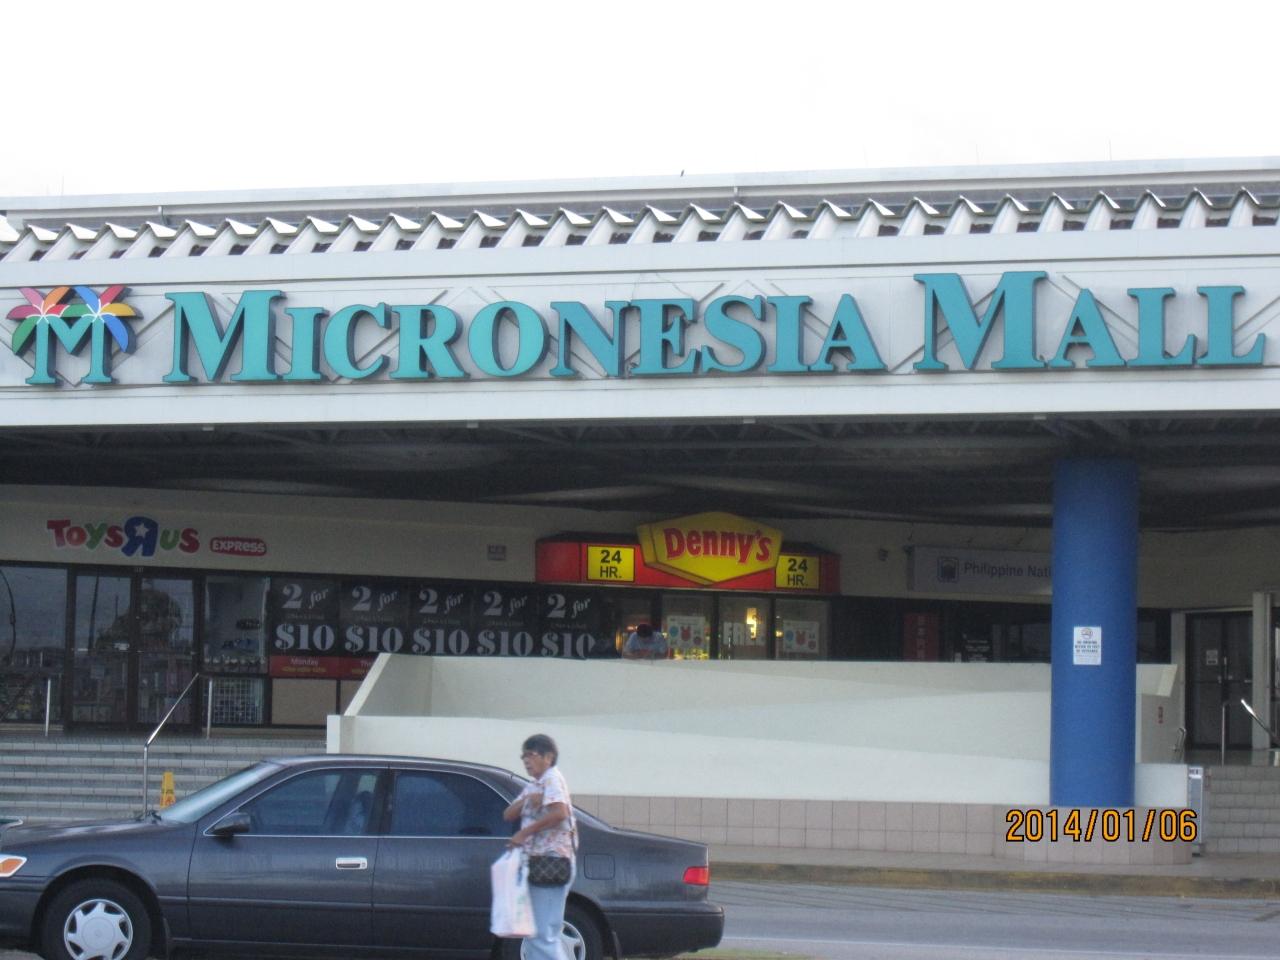 M MICRONESIA MALL
TOYS"R"US EXPRESS
24
HR.
Denny's
24
HR.
Philippine Nati
2 for
$10
2 for
$10
2 for
$10
2 for
$10
2 for
$10
Monday
2014/01/06